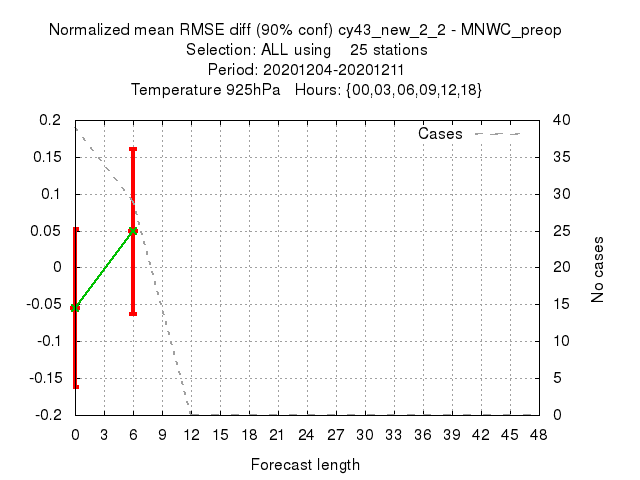 Normalized mean RMSE diff (90% conf) cy43_new_2_2 - MNWC_preop
Selection: ALL using    25 stations
Period: 20201204-20201211
Temperature 925hPa   Hours: {00,03,06,09,12,18}
0.2 40
Cases
0.15 35
0.1 30
0.05 25
0 20
-0.05 15
-0.1 10
-0.15 5
-0.2 0
No cases
0 3 6 9 12 15 18 21 24 27 30 33 36 39 42 45 48
Forecast length